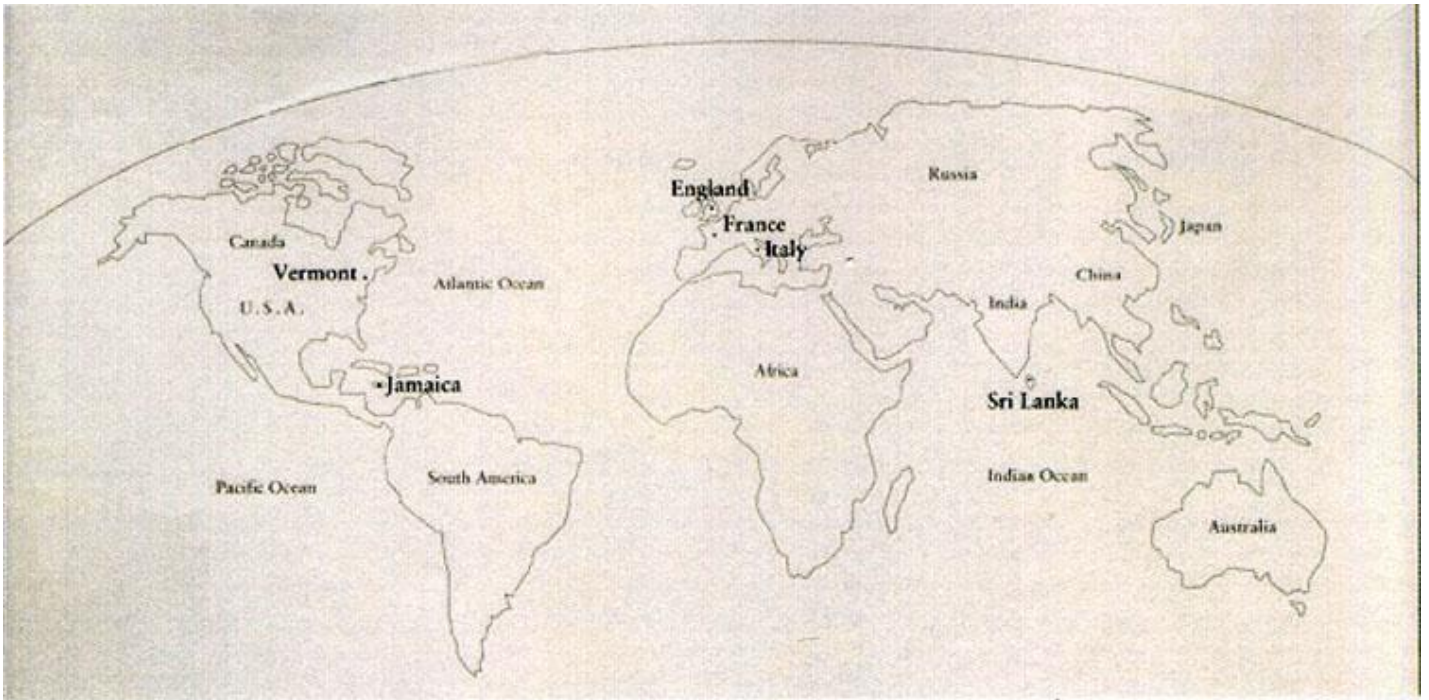 England
Russia
France
Japan
Canada
Italy
Vermont
China
Atlantic Ocean
U.S.A.
India
Africa
Jamaica
Sri Lanka
South America
Indian Ocean
Pacific Ocean
Australia